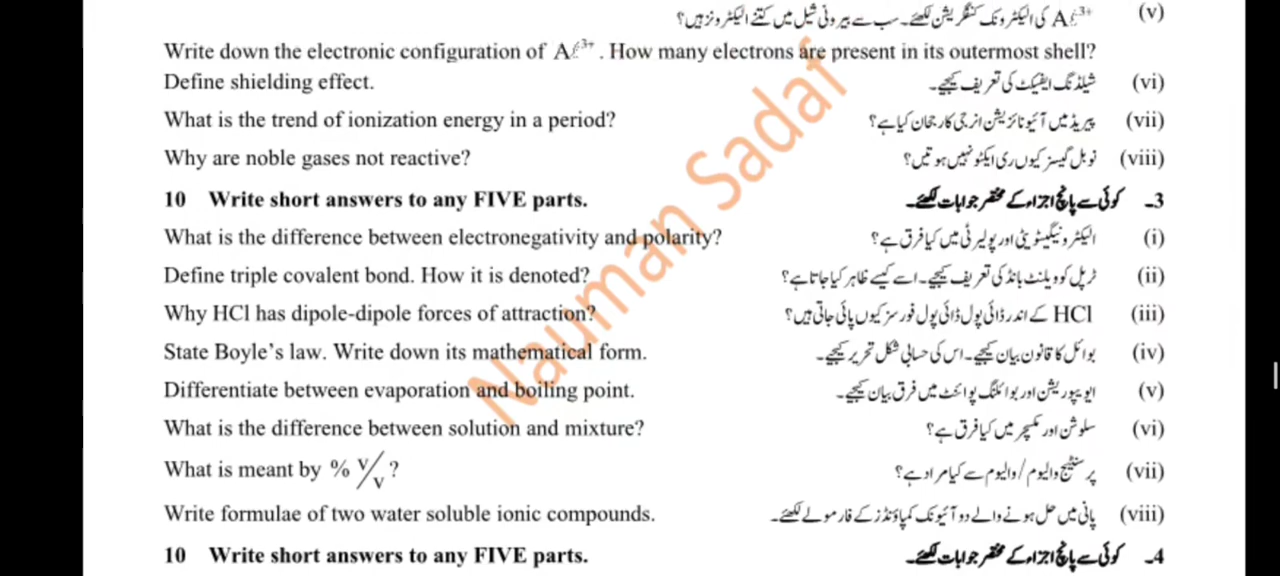 (v) Aℓ³⁺ کی الیکٹرونک کنفگریشن لکھئے۔ سب سے بیرونی شیل میں کتنے الیکٹرونز ہیں؟
Write down the electronic configuration of Aℓ³⁺. How many electrons are present in its outermost shell?
Define shielding effect. شیلڈنگ ایفیکٹ کی تعریف کیجیے۔ (vi)
What is the trend of ionization energy in a period? پیریڈ میں آئیونائزیشن انرجی کا رجحان کیا ہے؟ (vii)
Why are noble gases not reactive? نوبل گیسز کیوں ری ایکٹو نہیں ہوتیں؟ (viii)
10 Write short answers to any FIVE parts. کوئی سے پانچ اجزاء کے مختصر جوابات لکھئے۔ 3۔
What is the difference between electronegativity and polarity? الیکٹرونیگیٹویٹی اور پولیرٹی میں کیا فرق ہے؟ (i)
Define triple covalent bond. How it is denoted? ٹرپل کوویلنٹ بانڈ کی تعریف کیجیے۔ اسے کیسے ظاہر کیا جاتا ہے؟ (ii)
Why HCl has dipole-dipole forces of attraction? HCl کے اندر ڈائی پول ڈائی پول فورسز کیوں پائی جاتی ہیں؟ (iii)
State Boyle's law. Write down its mathematical form. بوائل کا قانون بیان کیجیے۔ اس کی حسابی شکل تحریر کیجیے۔ (iv)
Differentiate between evaporation and boiling point. ایویپوریشن اور بوائلنگ پوائنٹ میں فرق بیان کیجیے۔ (v)
What is the difference between solution and mixture? سلوشن اور مکسچر میں کیا فرق ہے؟ (vi)
What is meant by % v/v ? پرسنٹیج والیوم/والیوم سے کیا مراد ہے؟ (vii)
Write formulae of two water soluble ionic compounds. پانی میں حل ہونے والے دو آئیونک کمپاؤنڈز کے فارمولے لکھئے۔ (viii)
10 Write short answers to any FIVE parts. کوئی سے پانچ اجزاء کے مختصر جوابات لکھئے۔ 4۔
Nauman Sadaf